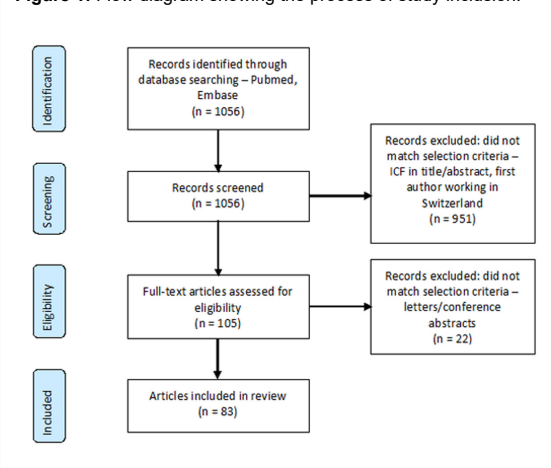 Identification
Records identified through
database searching – Pubmed,
Embase
(n = 1056)
Records excluded: did not
match selection criteria –
ICF in title/abstract, first
author working in
Switzerland
(n = 951)
Screening
Records screened
(n = 1056)
Eligibility
Full-text articles assessed for
eligibility
(n = 105)
Records excluded: did not
match selection criteria –
letters/conference
abstracts
(n = 22)
Included
Articles included in review
(n = 83)